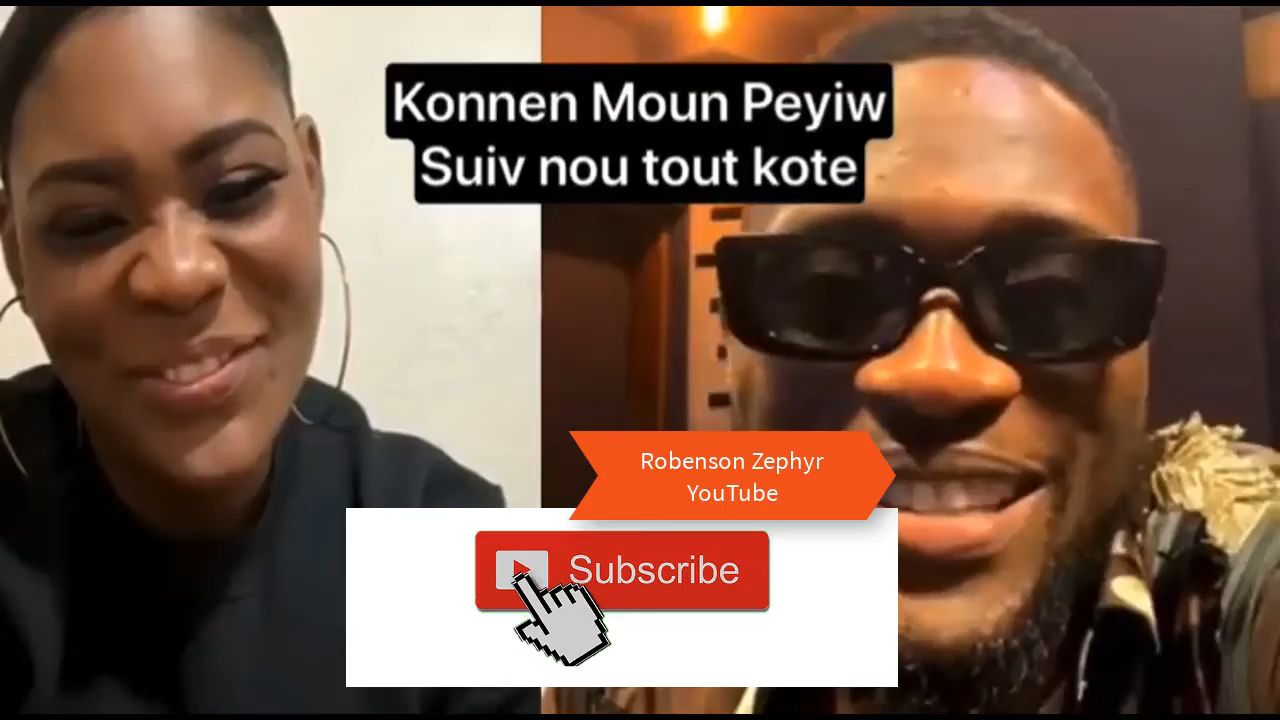 Konnen Moun Peyiw
Suiv nou tout kote
Robenson Zephyr
YouTube
Subscribe